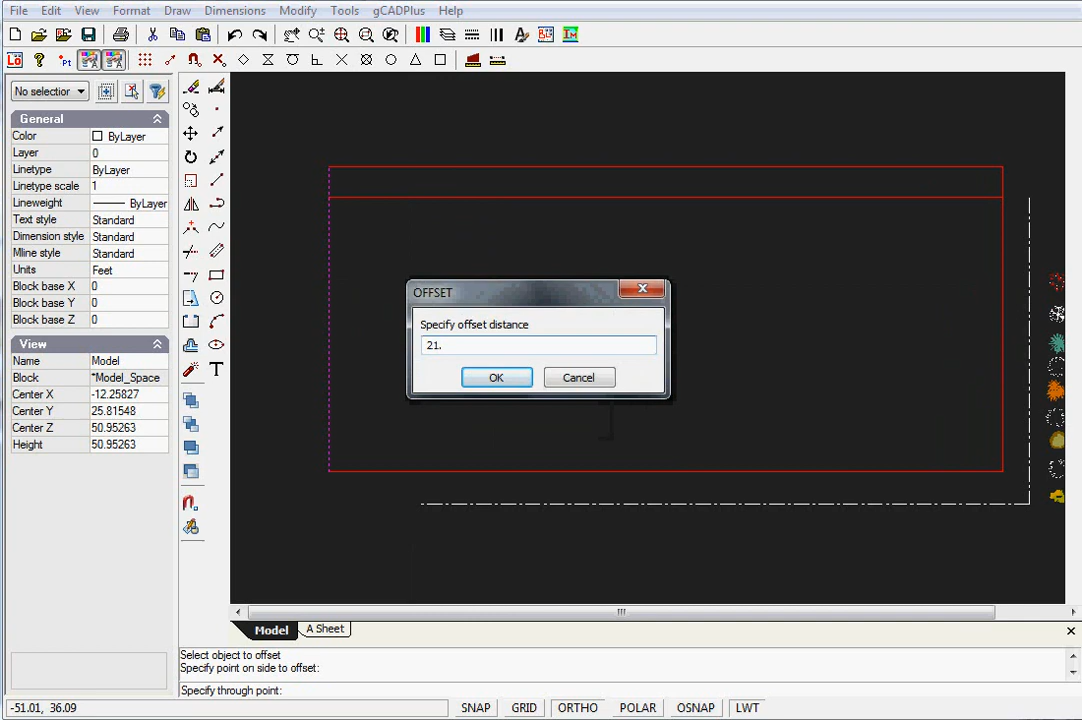 File Edit View Format Draw Dimensions Modify Tools gCADPlus Help
No selectior
General
Color ByLayer
Layer 0
Linetype ByLayer
Linetype scale 1
Lineweight ByLayer
Text style Standard
Dimension style Standard
Mline style Standard
Units Feet
Block base X 0
Block base Y 0
Block base Z 0
View
Name Model
Block *Model_Space
Center X -12.25827
Center Y 25.81548
Center Z 50.95263
Height 50.95263
OFFSET
Specify offset distance
21.
OK Cancel
Model A Sheet
Select object to offset
Specify point on side to offset:
Specify through point:
-51.01, 36.09 SNAP GRID ORTHO POLAR OSNAP LWT